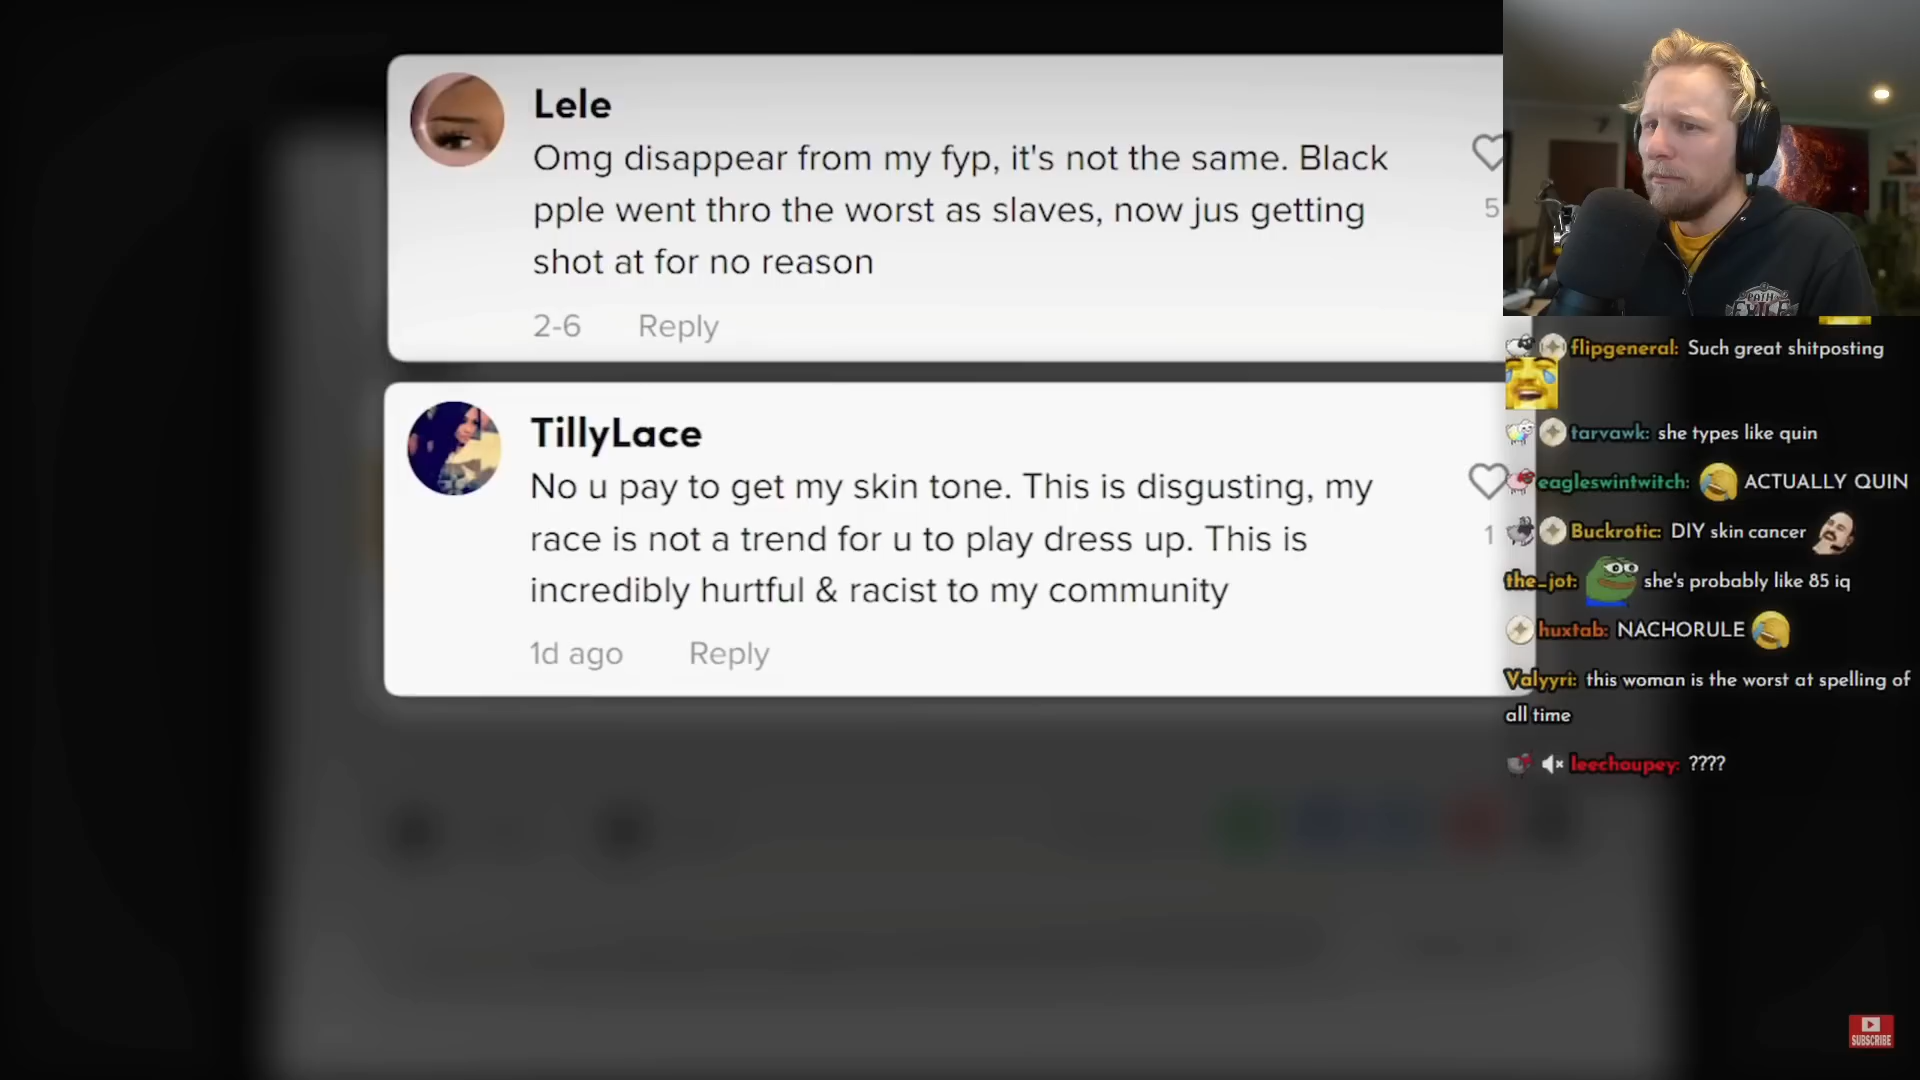 Lele
Omg disappear from my fyp, it's not the same. Black
pple went thro the worst as slaves, now jus getting
shot at for no reason
2-6 Reply
5
TillyLace
No u pay to get my skin tone. This is disgusting, my
race is not a trend for u to play dress up. This is
incredibly hurtful & racist to my community
1d ago Reply
1
PATH
EXILE
flipgeneral: Such great shitposting
tarvawk: she types like quin
eagleswintwitch: ACTUALLY QUIN
Buckrotic: DIY skin cancer
the_jot: she's probably like 85 iq
huxtab: NACHORULE
Valyyri: this woman is the worst at spelling of
all time
leechoupey: ????
SUBSCRIBE